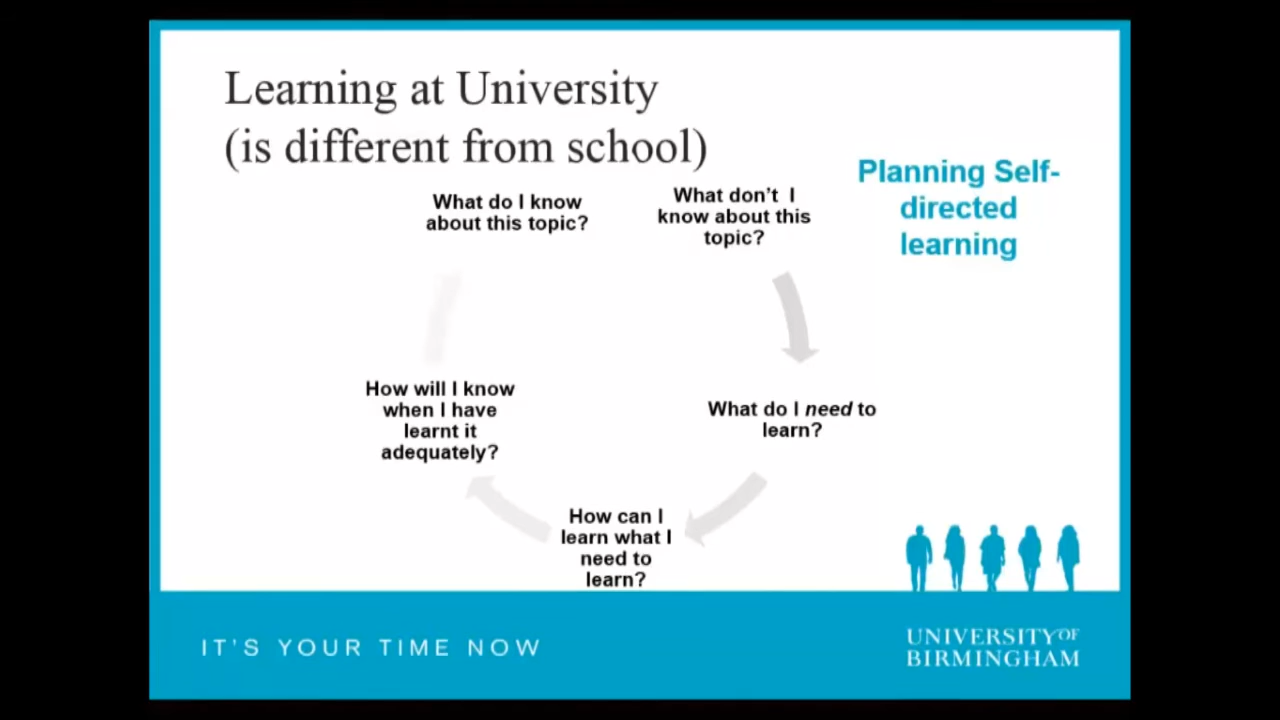 Learning at University
(is different from school)
Planning Self-
directed
learning
What do I know
about this topic?
What don't I
know about this
topic?
What do I need to
learn?
How can I
learn what I
need to
learn?
How will I know
when I have
learnt it
adequately?
IT'S YOUR TIME NOW
UNIVERSITY OF
BIRMINGHAM